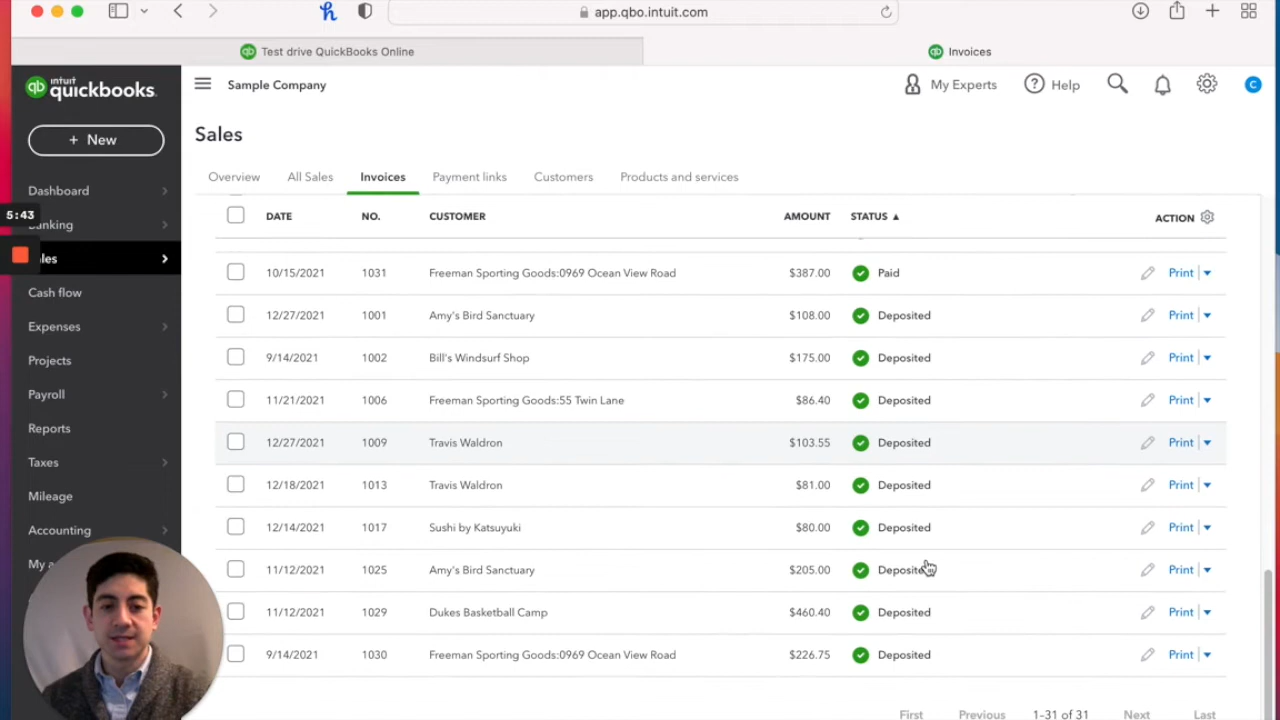 app.qbo.intuit.com
Test drive QuickBooks Online
Invoices
intuit
quickbooks.
+ New
Dashboard
5:43
anking
les
Cash flow
Expenses
Projects
Payroll
Reports
Taxes
Mileage
Accounting
My a
Sample Company
My Experts
Help
C
Sales
Overview All Sales Invoices Payment links Customers Products and services
DATE NO. CUSTOMER AMOUNT STATUS ▲ ACTION
10/15/2021 1031 Freeman Sporting Goods:0969 Ocean View Road $387.00 Paid Print
12/27/2021 1001 Amy's Bird Sanctuary $108.00 Deposited Print
9/14/2021 1002 Bill's Windsurf Shop $175.00 Deposited Print
11/21/2021 1006 Freeman Sporting Goods:55 Twin Lane $86.40 Deposited Print
12/27/2021 1009 Travis Waldron $103.55 Deposited Print
12/18/2021 1013 Travis Waldron $81.00 Deposited Print
12/14/2021 1017 Sushi by Katsuyuki $80.00 Deposited Print
11/12/2021 1025 Amy's Bird Sanctuary $205.00 Deposited Print
11/12/2021 1029 Dukes Basketball Camp $460.40 Deposited Print
9/14/2021 1030 Freeman Sporting Goods:0969 Ocean View Road $226.75 Deposited Print
First Previous 1-31 of 31 Next Last